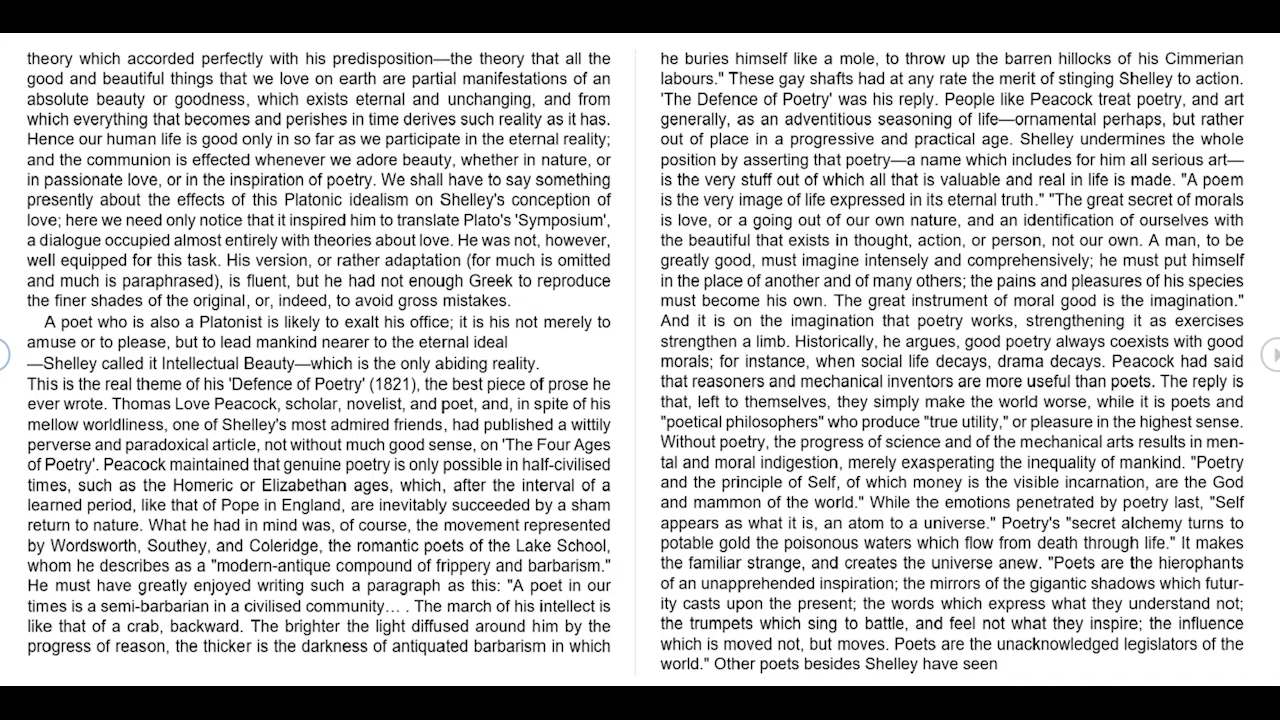 theory which accorded perfectly with his predisposition—the theory that all the
good and beautiful things that we love on earth are partial manifestations of an
absolute beauty or goodness, which exists eternal and unchanging, and from
which everything that becomes and perishes in time derives such reality as it has.
Hence our human life is good only in so far as we participate in the eternal reality;
and the communion is effected whenever we adore beauty, whether in nature, or
in passionate love, or in the inspiration of poetry. We shall have to say something
presently about the effects of this Platonic idealism on Shelley's conception of
love; here we need only notice that it inspired him to translate Plato's 'Symposium',
a dialogue occupied almost entirely with theories about love. He was not, however,
well equipped for this task. His version, or rather adaptation (for much is omitted
and much is paraphrased), is fluent, but he had not enough Greek to reproduce
the finer shades of the original, or, indeed, to avoid gross mistakes.
A poet who is also a Platonist is likely to exalt his office; it is his not merely to
amuse or to please, but to lead mankind nearer to the eternal ideal
—Shelley called it Intellectual Beauty—which is the only abiding reality.
This is the real theme of his 'Defence of Poetry' (1821), the best piece of prose he
ever wrote. Thomas Love Peacock, scholar, novelist, and poet, and, in spite of his
mellow worldliness, one of Shelley's most admired friends, had published a wittily
perverse and paradoxical article, not without much good sense, on 'The Four Ages
of Poetry'. Peacock maintained that genuine poetry is only possible in half-civilised
times, such as the Homeric or Elizabethan ages, which, after the interval of a
learned period, like that of Pope in England, are inevitably succeeded by a sham
return to nature. What he had in mind was, of course, the movement represented
by Wordsworth, Southey, and Coleridge, the romantic poets of the Lake School,
whom he describes as a "modern-antique compound of frippery and barbarism."
He must have greatly enjoyed writing such a paragraph as this: "A poet in our
times is a semi-barbarian in a civilised community... . The march of his intellect is
like that of a crab, backward. The brighter the light diffused around him by the
progress of reason, the thicker is the darkness of antiquated barbarism in which
he buries himself like a mole, to throw up the barren hillocks of his Cimmerian
labours." These gay shafts had at any rate the merit of stinging Shelley to action.
'The Defence of Poetry' was his reply. People like Peacock treat poetry, and art
generally, as an adventitious seasoning of life—ornamental perhaps, but rather
out of place in a progressive and practical age. Shelley undermines the whole
position by asserting that poetry—a name which includes for him all serious art—
is the very stuff out of which all that is valuable and real in life is made. "A poem
is the very image of life expressed in its eternal truth." "The great secret of morals
is love, or a going out of our own nature, and an identification of ourselves with
the beautiful that exists in thought, action, or person, not our own. A man, to be
greatly good, must imagine intensely and comprehensively; he must put himself
in the place of another and of many others; the pains and pleasures of his species
must become his own. The great instrument of moral good is the imagination."
And it is on the imagination that poetry works, strengthening it as exercises
strengthen a limb. Historically, he argues, good poetry always coexists with good
morals; for instance, when social life decays, drama decays. Peacock had said
that reasoners and mechanical inventors are more useful than poets. The reply is
that, left to themselves, they simply make the world worse, while it is poets and
"poetical philosophers" who produce "true utility," or pleasure in the highest sense.
Without poetry, the progress of science and of the mechanical arts results in men-
tal and moral indigestion, merely exasperating the inequality of mankind. "Poetry
and the principle of Self, of which money is the visible incarnation, are the God
and mammon of the world." While the emotions penetrated by poetry last, "Self
appears as what it is, an atom to a universe." Poetry's "secret alchemy turns to
potable gold the poisonous waters which flow from death through life." It makes
the familiar strange, and creates the universe anew. "Poets are the hierophants
of an unapprehended inspiration; the mirrors of the gigantic shadows which futur-
ity casts upon the present; the words which express what they understand not;
the trumpets which sing to battle, and feel not what they inspire; the influence
which is moved not, but moves. Poets are the unacknowledged legislators of the
world." Other poets besides Shelley have seen